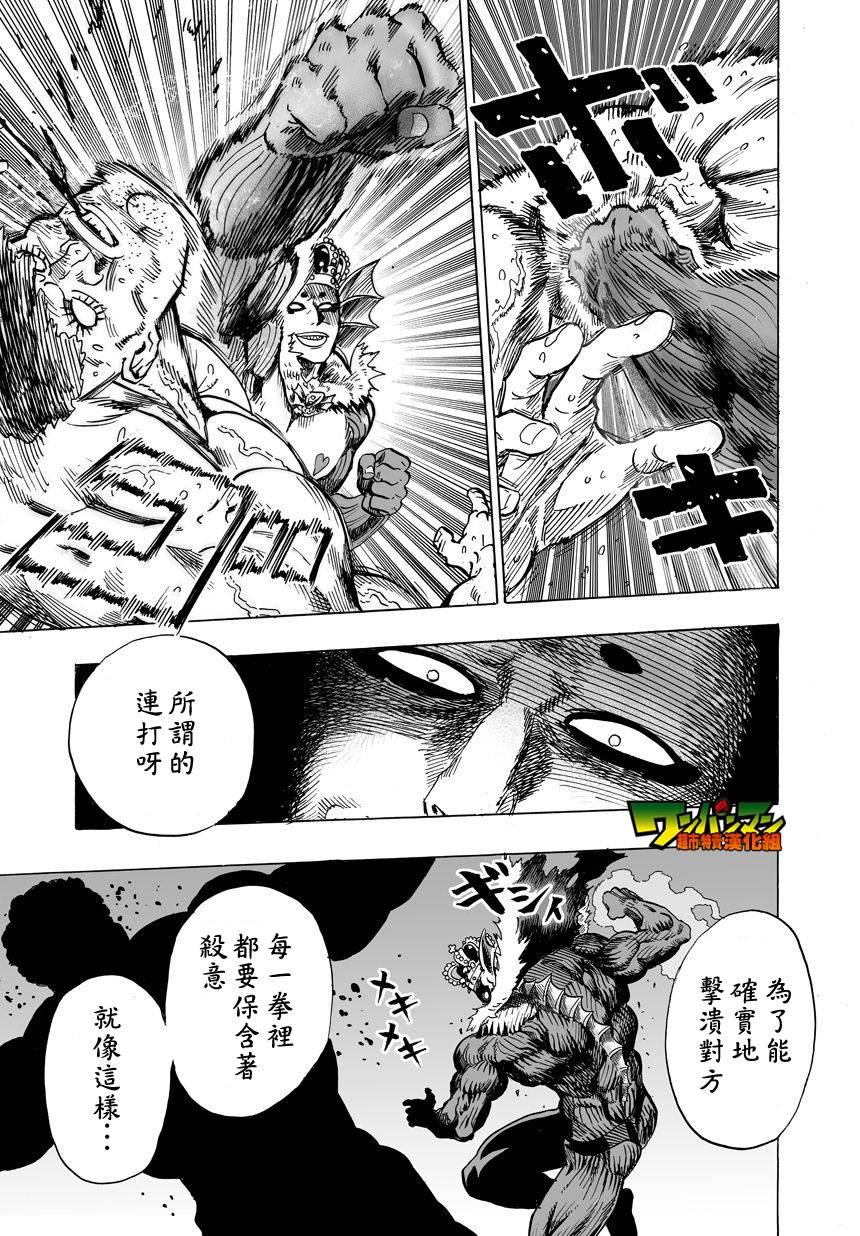 ボ
キ
所謂的
連打呀
ワンパンマン
超市特賣漢化組
為了能
確實地
擊潰對方
ギシィ
每一拳裡
都要保含著
殺意
メキメキ
就像這樣…